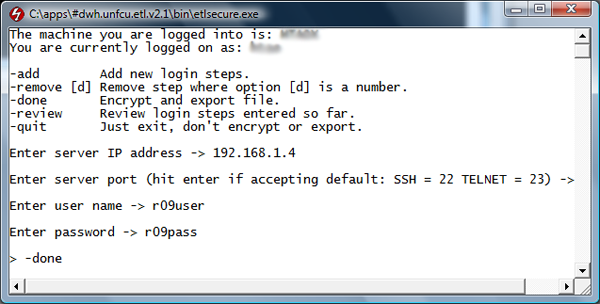 C:\apps\#dwh.unfcu.etl.v2.1\bin\etlsecure.exe
The machine you are logged into is:
You are currently logged on as:
-add Add new login steps.
-remove [d] Remove step where option [d] is a number.
-done Encrypt and export file.
-review Review login steps entered so far.
-quit Just exit, don't encrypt or export.
Enter server IP address -> 192.168.1.4
Enter server port (hit enter if accepting default: SSH = 22 TELNET = 23) ->
Enter user name -> r09user
Enter password -> r09pass
> -done